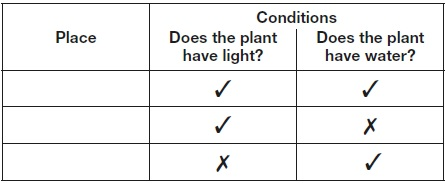 Conditions
Place
Does the plant have light?
Does the plant have water?
✓ ✓
✓ ✗
✗ ✓